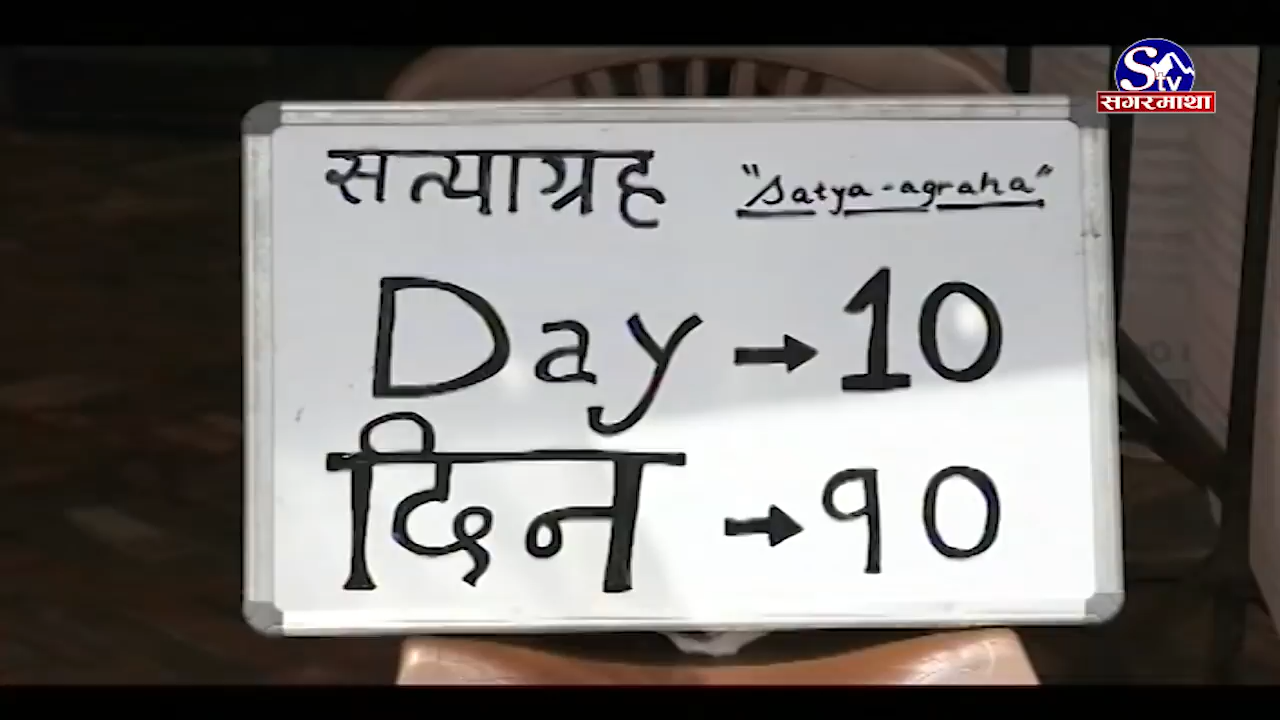 S tv
सगरमाथा
सत्याग्रह "Satya-agraha"
Day → 10
दिन → १०